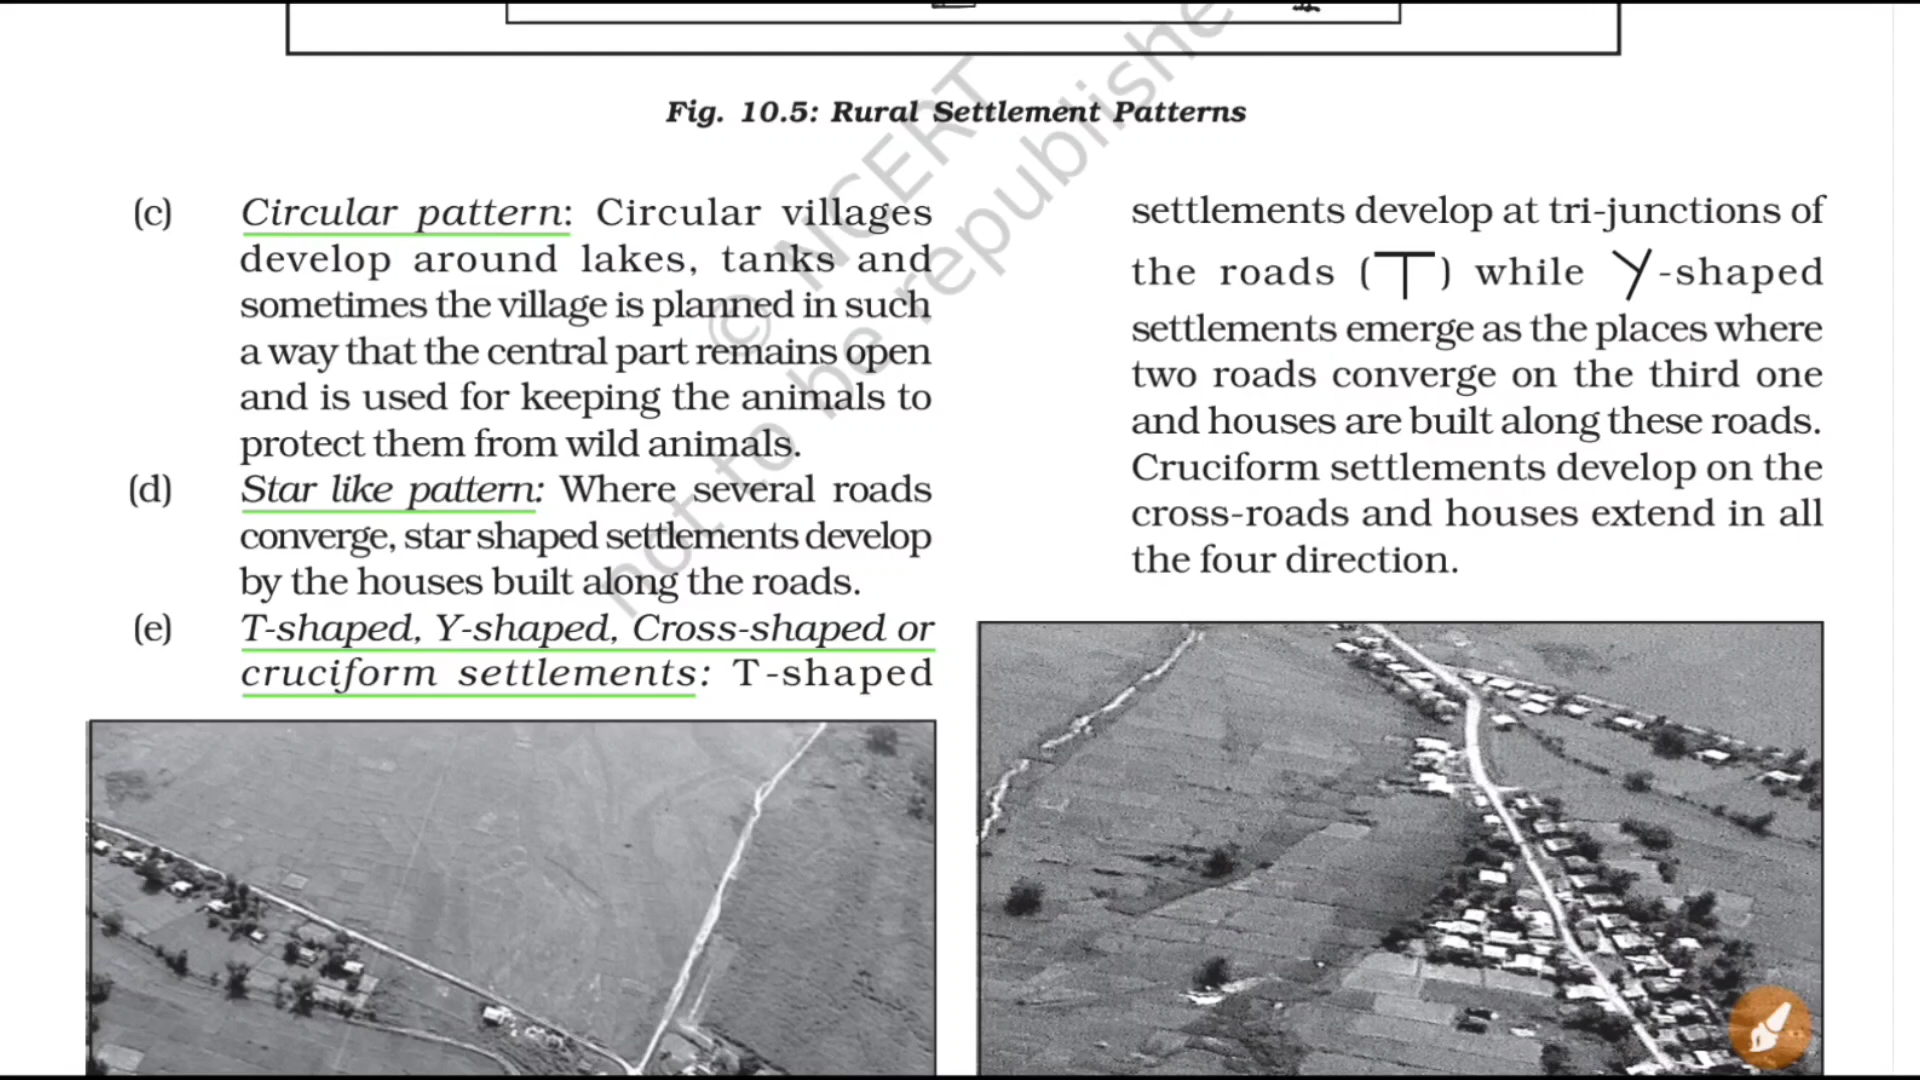 Fig. 10.5: Rural Settlement Patterns
(c) Circular pattern: Circular villages
develop around lakes, tanks and
sometimes the village is planned in such
a way that the central part remains open
and is used for keeping the animals to
protect them from wild animals.
(d) Star like pattern: Where several roads
converge, star shaped settlements develop
by the houses built along the roads.
(e) T-shaped, Y-shaped, Cross-shaped or
cruciform settlements: T-shaped
settlements develop at tri-junctions of
the roads (T) while Y-shaped
settlements emerge as the places where
two roads converge on the third one
and houses are built along these roads.
Cruciform settlements develop on the
cross-roads and houses extend in all
the four direction.
© NCERT
not to be republishe